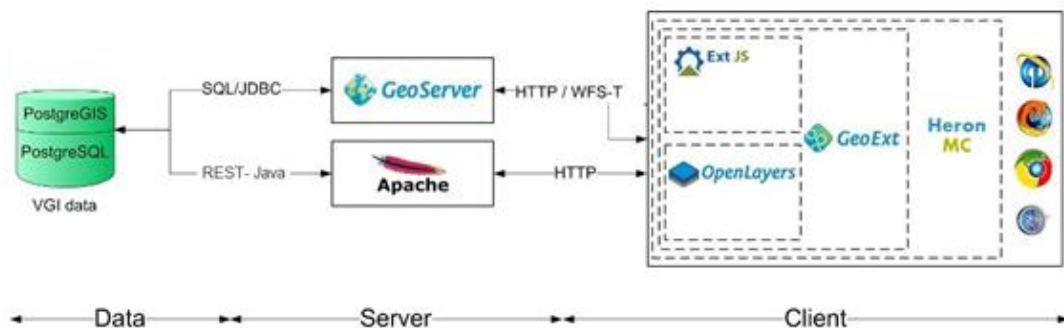 PostgreGIS
PostgreSQL
VGI data
SQL/JDBC
REST- Java
GeoServer
Apache
HTTP / WFS-T
HTTP
Ext JS
OpenLayers
GeoExt
Heron
MC
Data
Server
Client